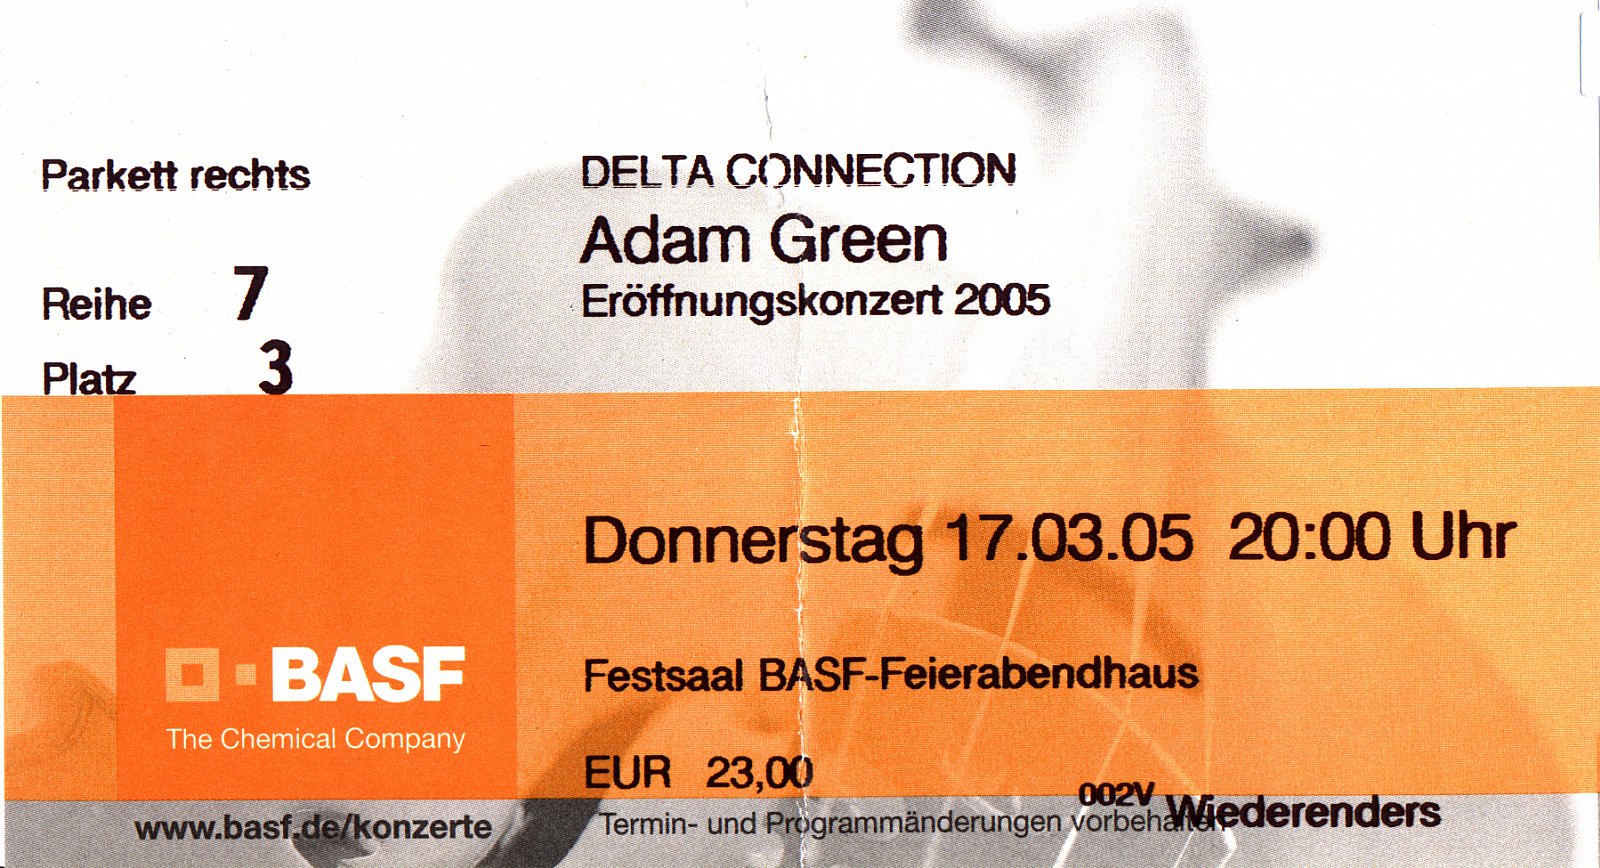 Parkett rechts
Reihe 7
Platz 3
DELTA CONNECTION
Adam Green
Eröffnungskonzert 2005
Donnerstag 17.03.05 20:00 Uhr
Festsaal BASF-Feierabendhaus
EUR 23,00
BASF
The Chemical Company
www.basf.de/konzerte
Termin- und Programmänderungen vorbehalten
002V
Wiederenders